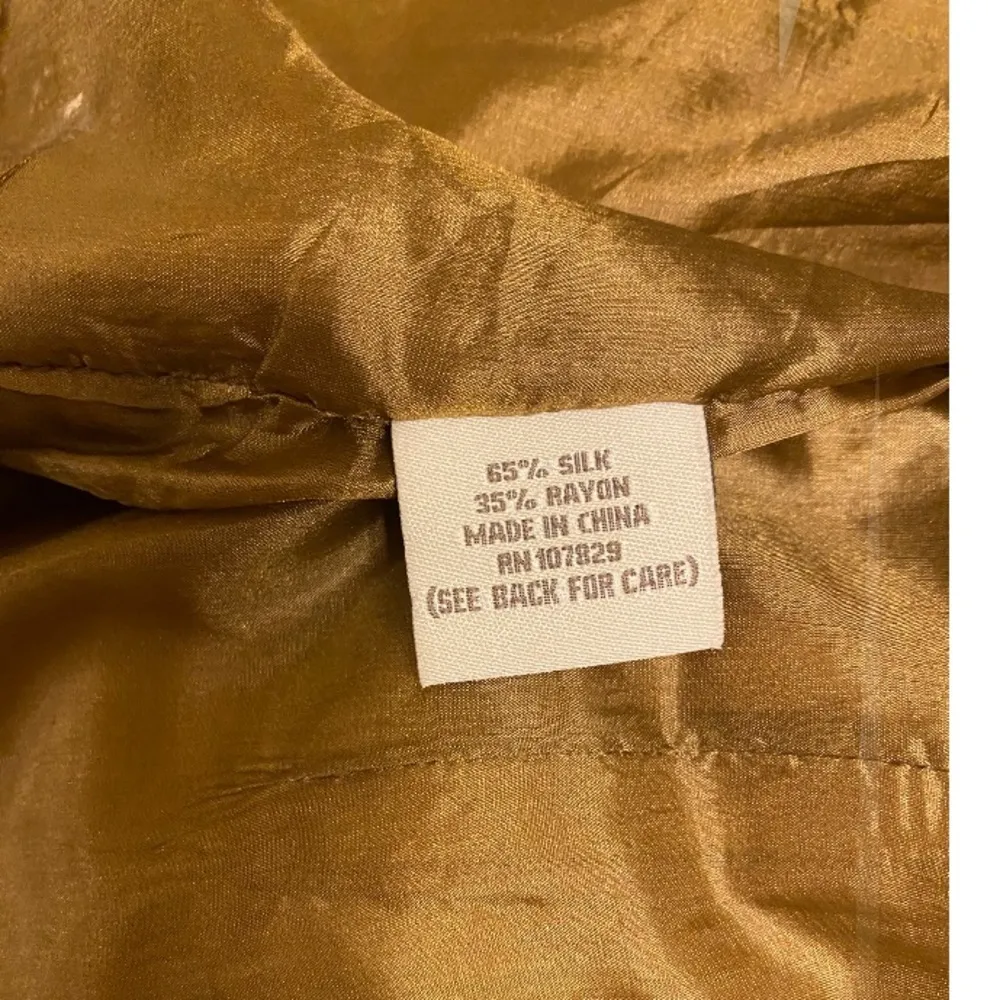 65% SILK
35% RAYON
MADE IN CHINA
RN 107829
(SEE BACK FOR CARE)